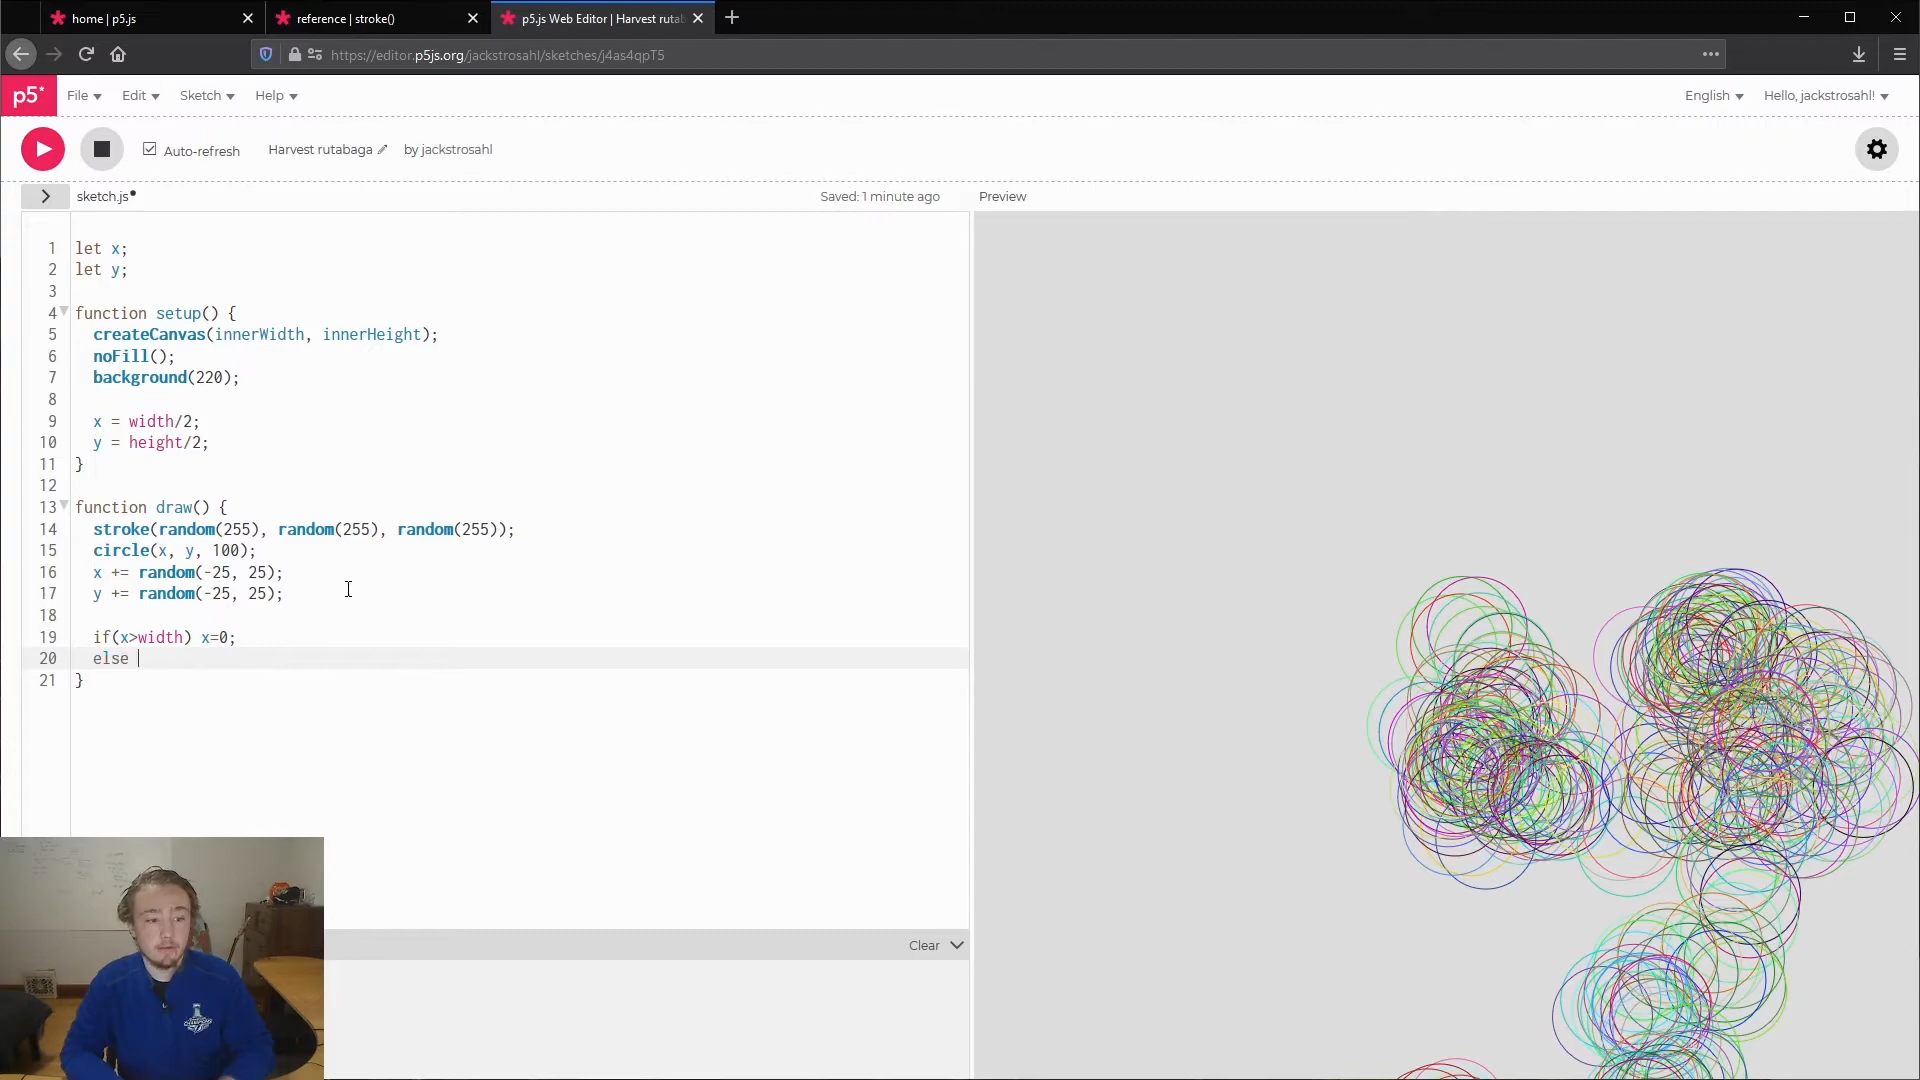 home | p5.js
reference | stroke()
p5.js Web Editor | Harvest rutab
https://editor.p5js.org/jackstrosahl/sketches/j4as4qpT5
p5*
File
Edit
Sketch
Help
English
Hello, jackstrosahl!
Auto-refresh
Harvest rutabaga
by jackstrosahl
sketch.js
Saved: 1 minute ago
Preview
1 let x;
2 let y;
3
4 function setup() {
5 createCanvas(innerWidth, innerHeight);
6 noFill();
7 background(220);
8
9 x = width/2;
10 y = height/2;
11 }
12
13 function draw() {
14 stroke(random(255), random(255), random(255));
15 circle(x, y, 100);
16 x += random(-25, 25);
17 y += random(-25, 25);
18
19 if(x>width) x=0;
20 else
21 }
Clear